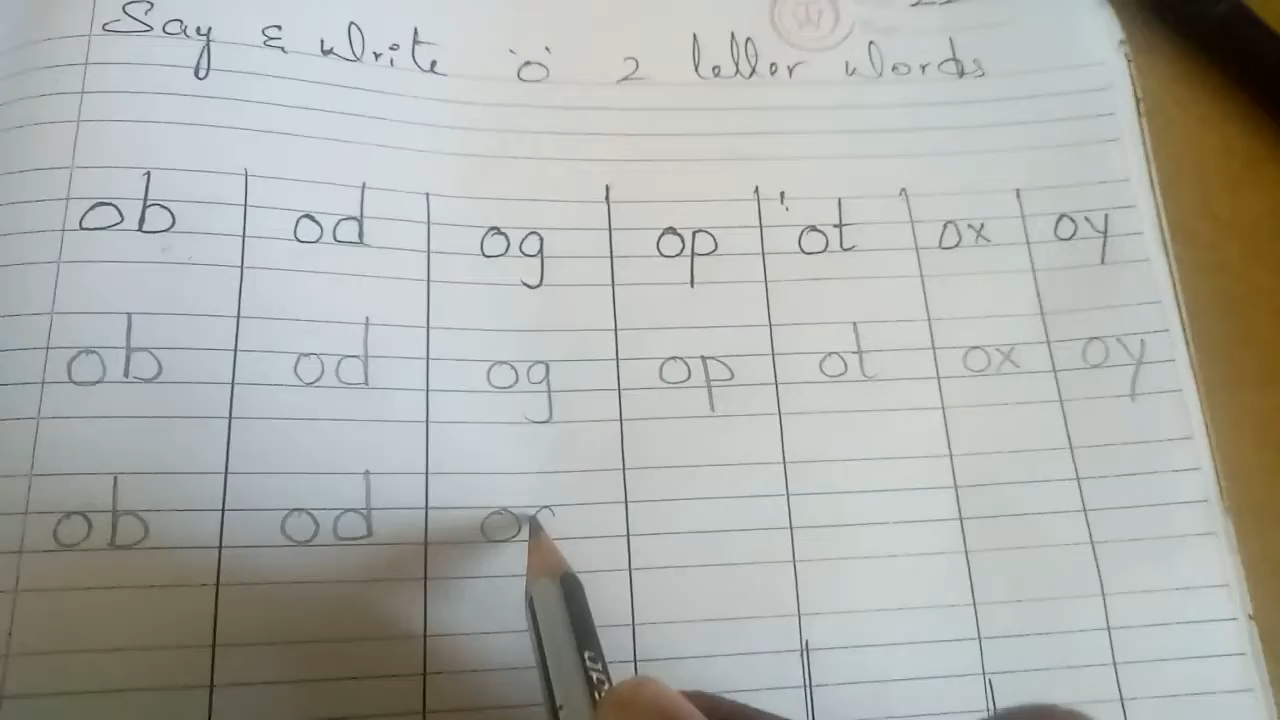 Say & Write 'o' 2 letter words
ob od og op ot ox oy
ob od og op ot ox oy
ob od o